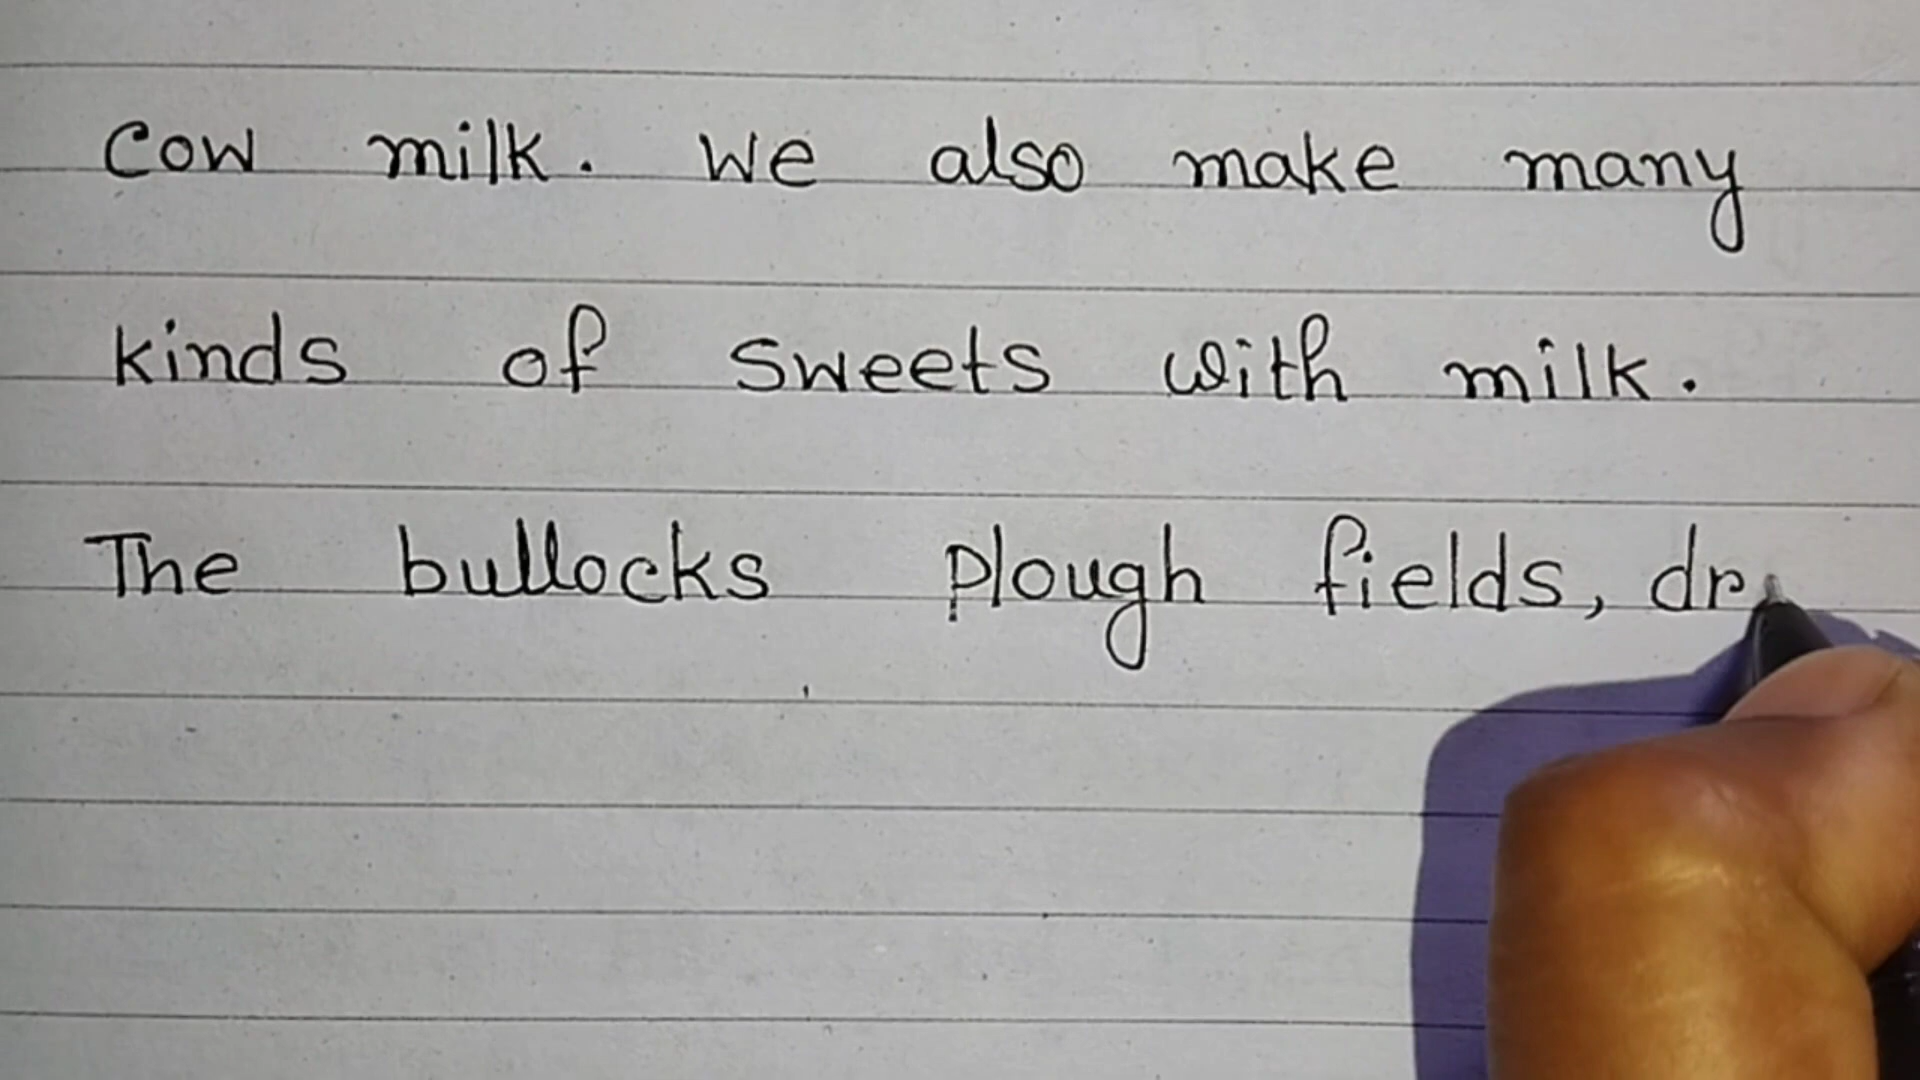 Cow milk. We also make many
kinds of sweets with milk.
The bullocks plough fields, dr